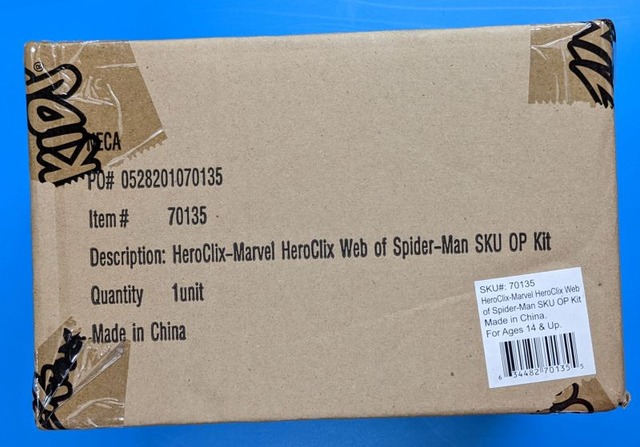 NECA
PO# 0528201070135
Item # 70135
Description: HeroClix-Marvel HeroClix Web of Spider-Man SKU OP Kit
Quantity 1unit
Made in China
SKU#: 70135
HeroClix-Marvel HeroClix Web
of Spider-Man SKU OP Kit
Made in China.
For Ages 14 & Up.
6 34482 70135 5